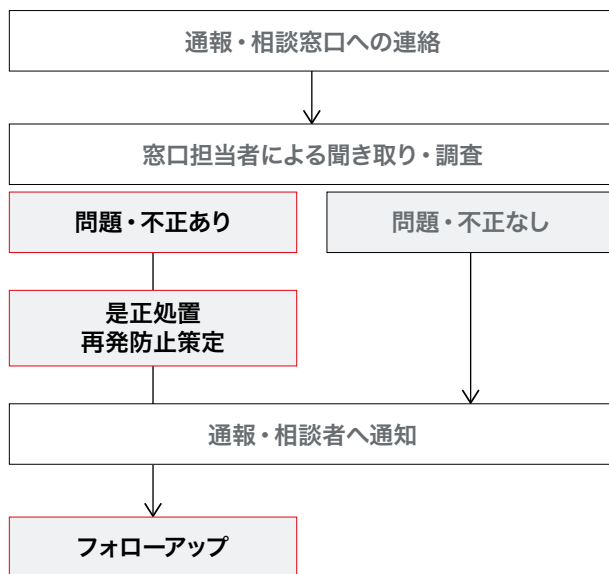 通報・相談窓口への連絡
窓口担当者による聞き取り・調査
問題・不正あり
問題・不正なし
是正処置
再発防止策定
通報・相談者へ通知
フォローアップ